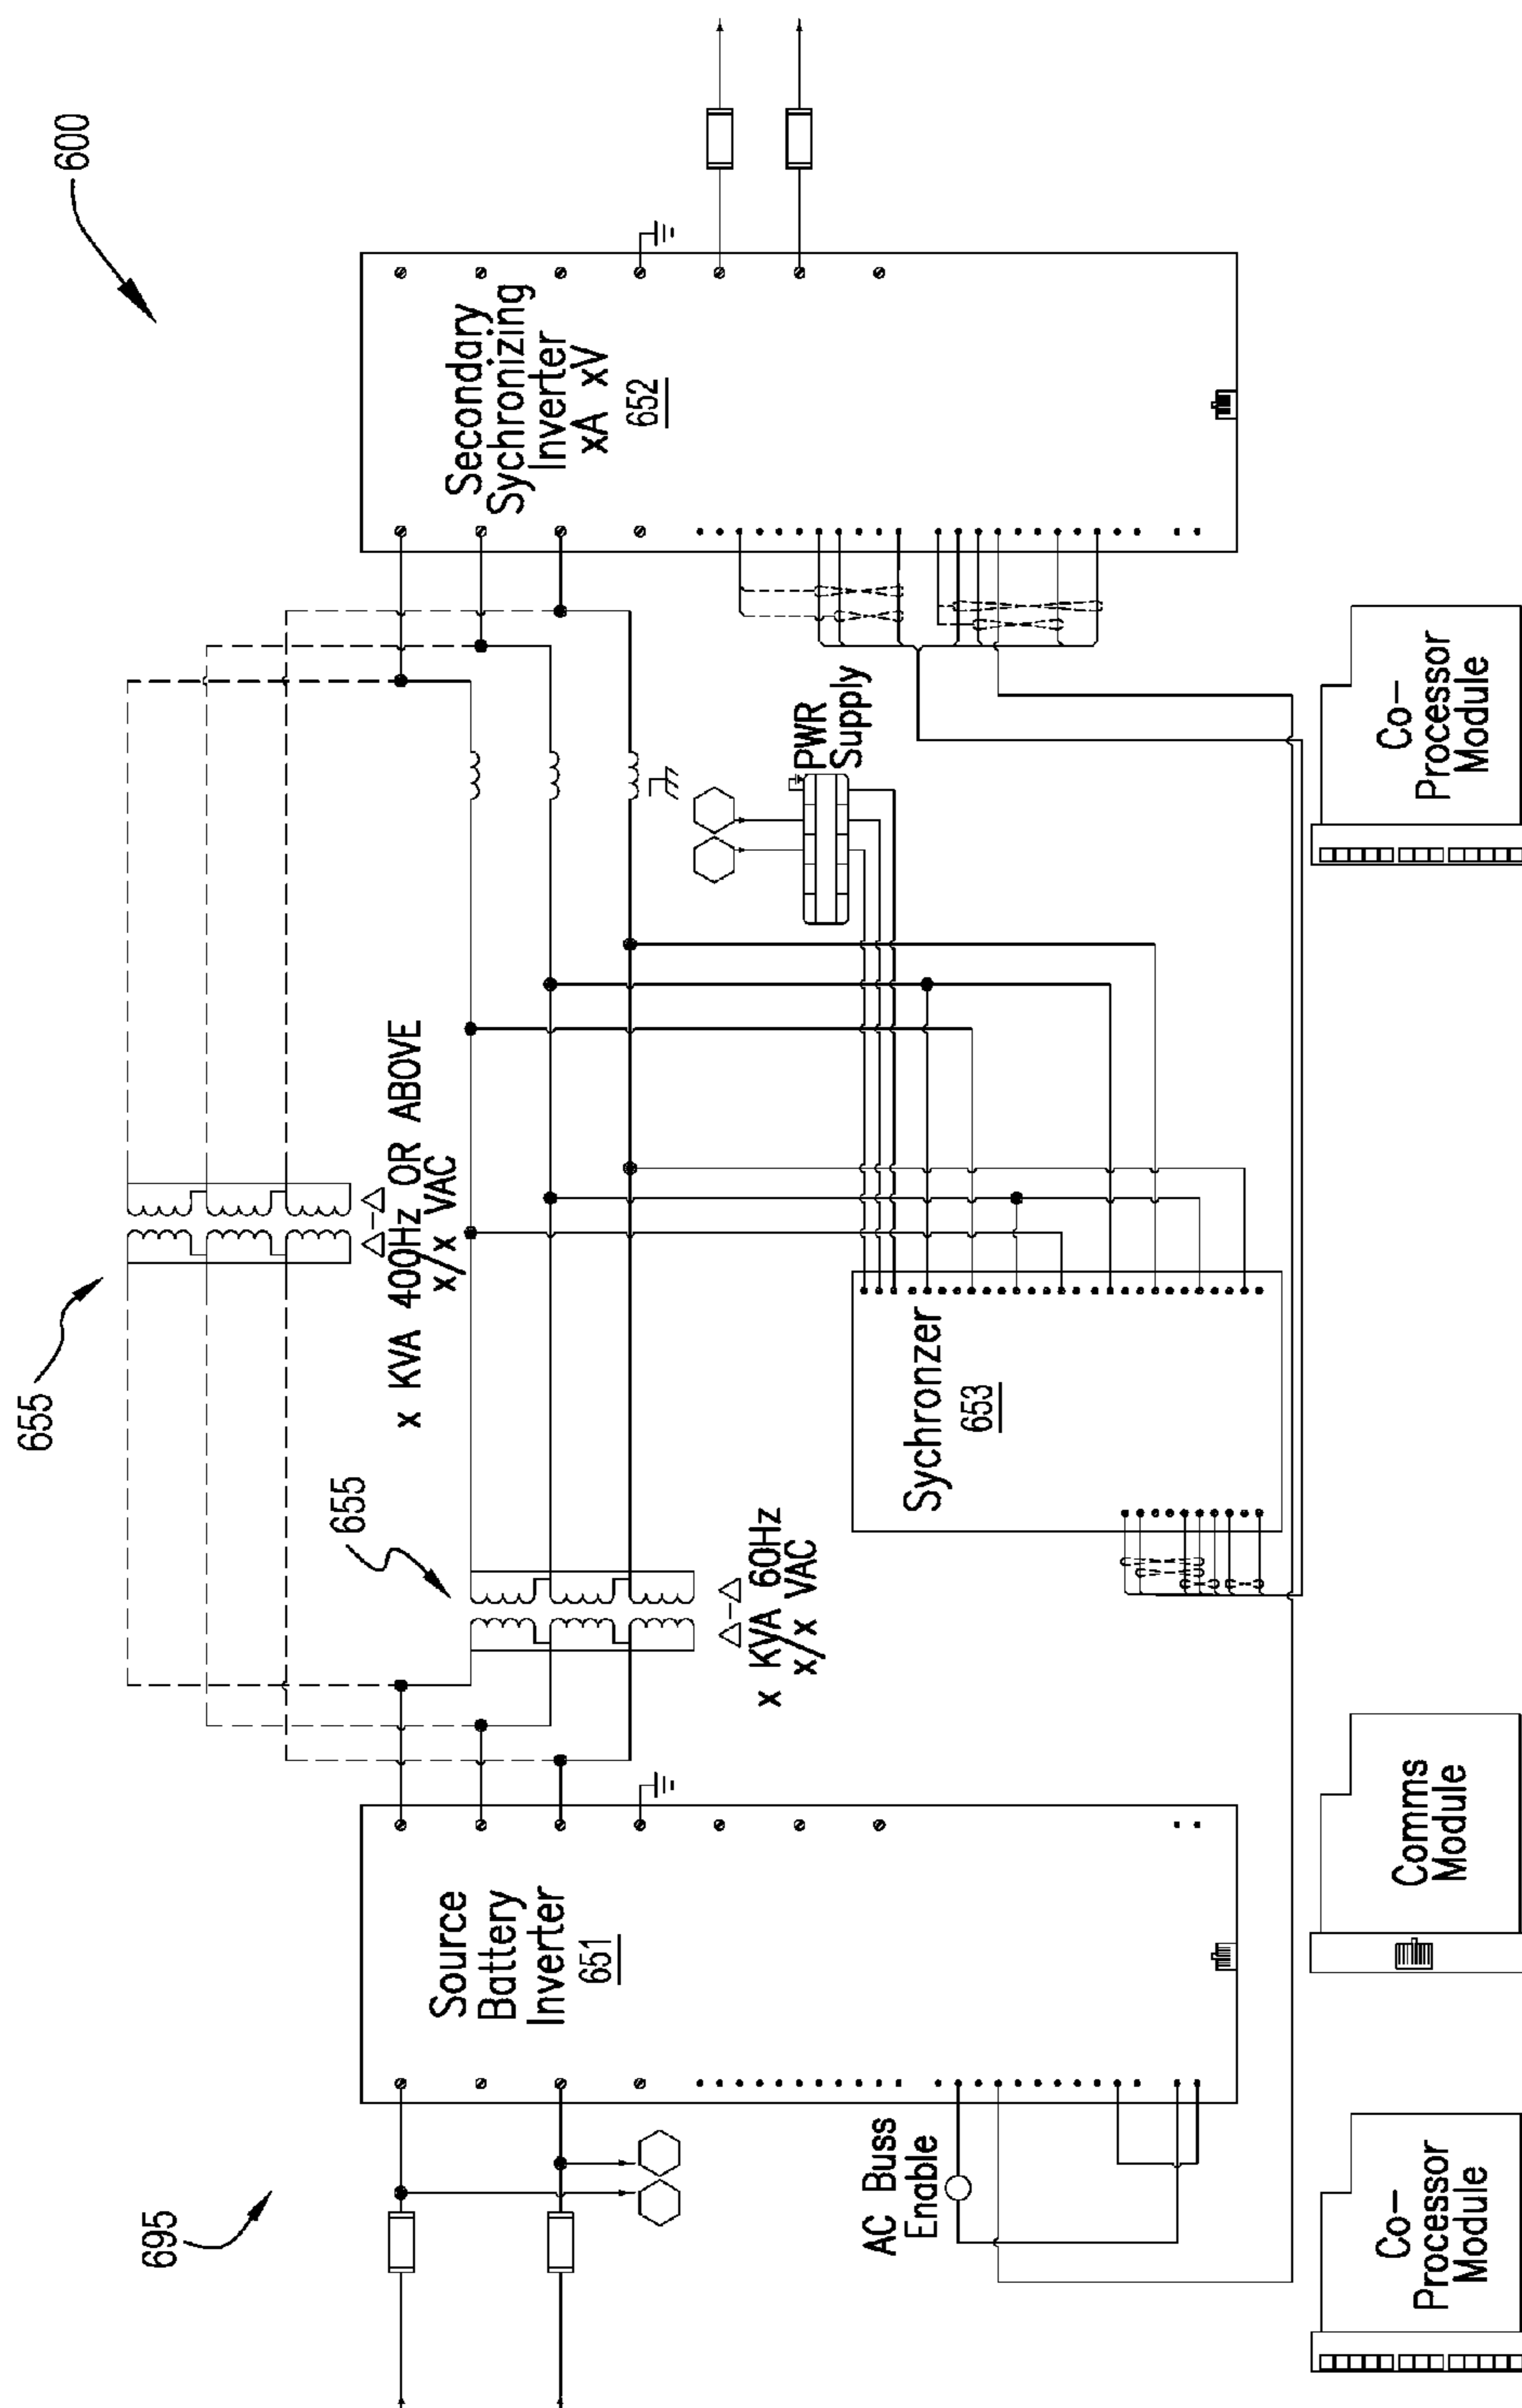 600
695
655
655
x KVA 400Hz OR ABOVE
x/x VAC
x KVA 60Hz
x/x VAC
Source
Battery
Inverter
651
Secondary
Sychronizing
Inverter
xA xV
652
PWR
Supply
Sychronzer
653
AC Buss
Enable
Co-
Processor
Module
Comms
Module
Co-
Processor
Module